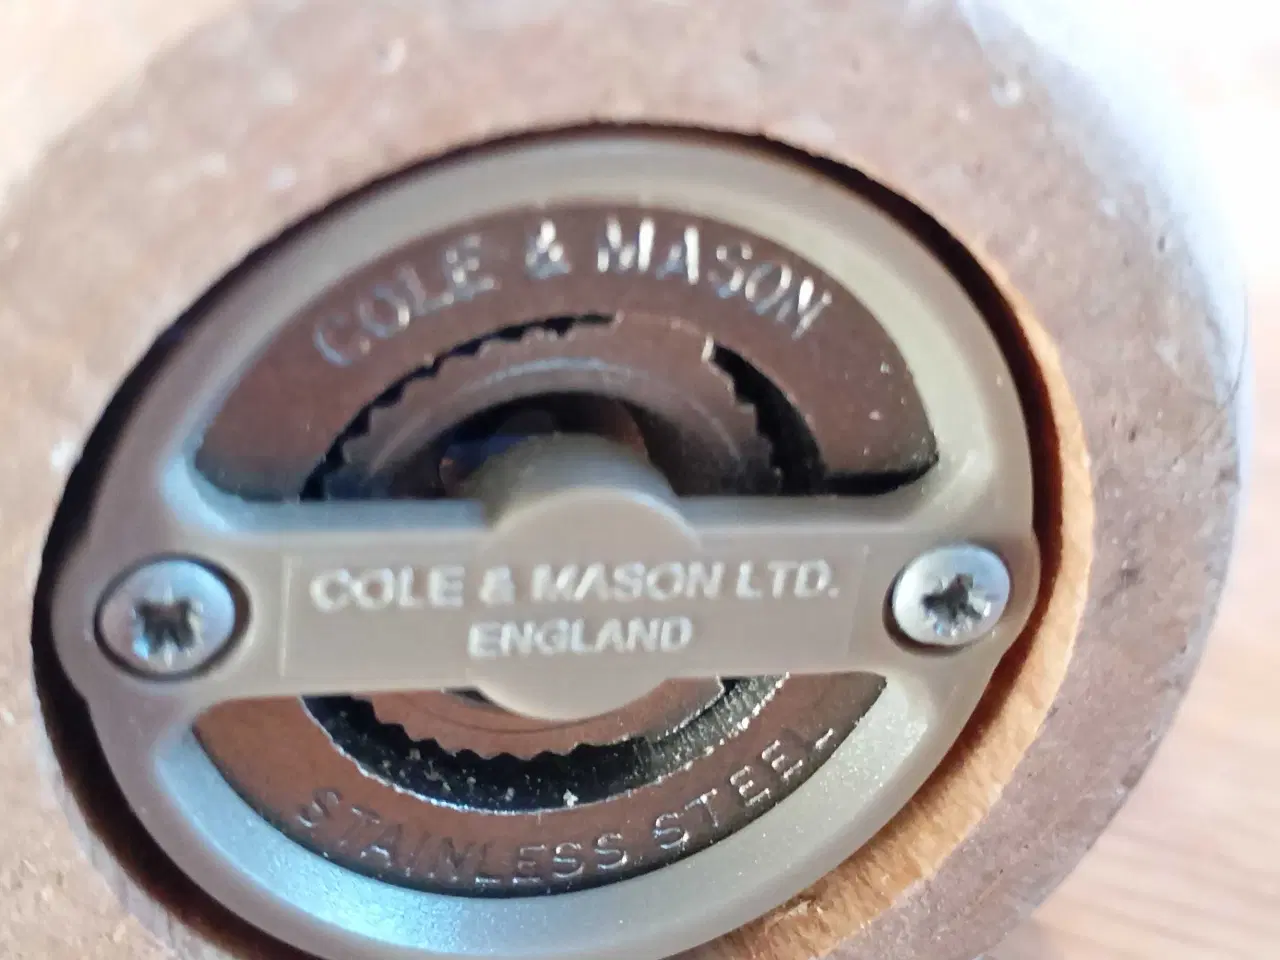 COLE & MASON
COLE & MASON LTD.
ENGLAND
STAINLESS STEEL